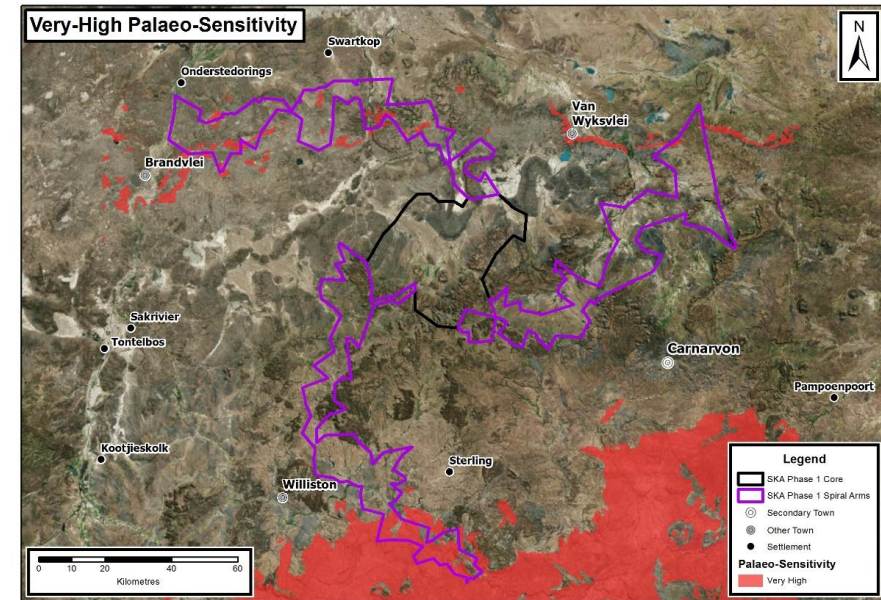 Very-High Palaeo-Sensitivity
N
Swartkop
Onderstedorings
Van
Wyksvlei
Brandvlei
Sakrivier
Tontelbos
Carnarvon
Pampoenpoort
Kootjieskolk
Sterling
Williston
Legend
SKA Phase 1 Core
SKA Phase 1 Spiral Arms
Secondary Town
Other Town
Settlement
Palaeo-Sensitivity
Very High
0 10 20 40 60
Kilometres